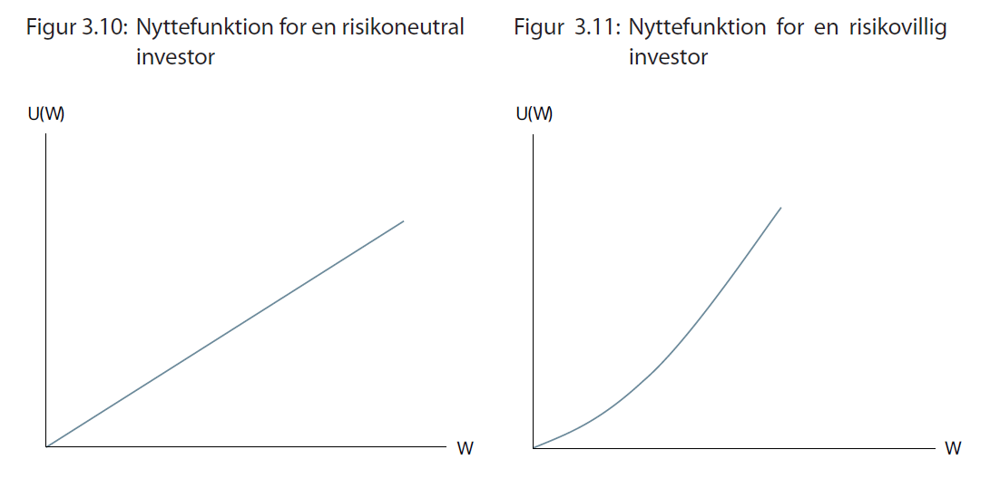 Figur 3.10: Nyttefunktion for en risikoneutral
investor
U(W)
W
Figur 3.11: Nyttefunktion for en risikovillig
investor
U(W)
W